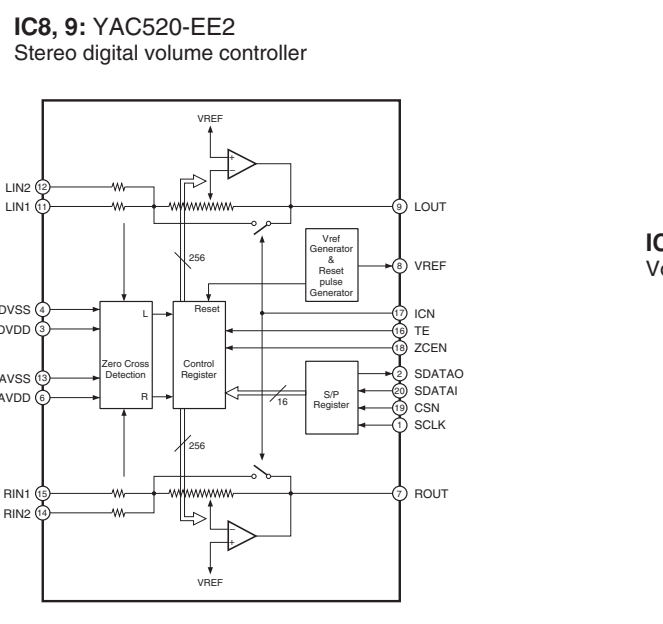 IC8, 9: YAC520-EE2
Stereo digital volume controller
VREF
+
−
LIN2 12
LIN1 11
9 LOUT
256
Vref
Generator
&
Reset
pulse
Generator
8 VREF
DVSS 4
DVDD 3
L
Reset
17 ICN
16 TE
18 ZCEN
Zero Cross
Detection
Control
Register
AVSS 13
AVDD 6
R
16
S/P
Register
2 SDATAO
20 SDATAI
19 CSN
1 SCLK
256
RIN1 15
RIN2 14
7 ROUT
−
+
VREF
IC
Vo